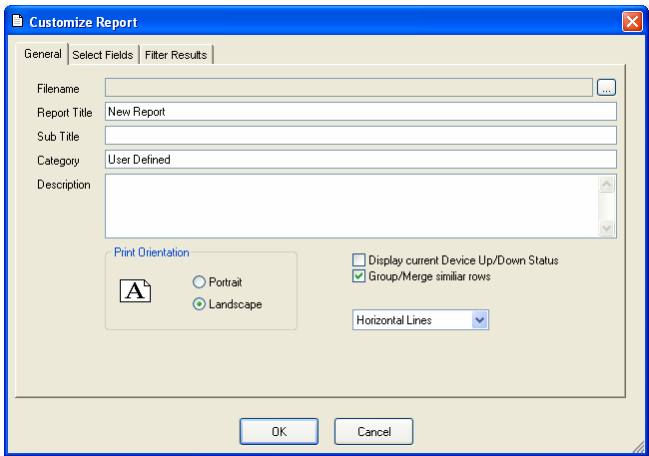 Customize Report
General Select Fields Filter Results
Filename ...
Report Title New Report
Sub Title
Category User Defined
Description
Print Orientation
Display current Device Up/Down Status
Group/Merge similiar rows
A
Portrait
Landscape
Horizontal Lines
OK Cancel